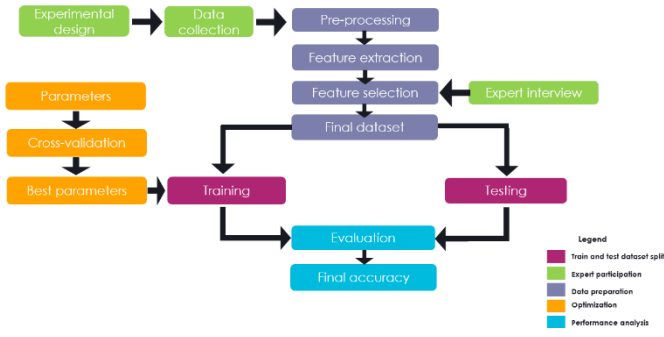 Experimental
design
Data
collection
Pre-processing
Feature extraction
Parameters
Feature selection
Expert interview
Cross-validation
Final dataset
Best parameters
Training
Testing
Evaluation
Final accuracy
Legend
Train and test dataset split
Expert participation
Data preparation
Optimization
Performance analysis